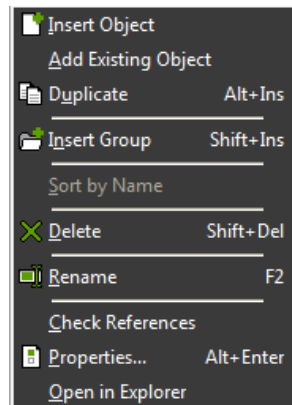 Insert Object
Add Existing Object
Duplicate Alt+Ins
Insert Group Shift+Ins
Sort by Name
Delete Shift+Del
Rename F2
Check References
Properties... Alt+Enter
Open in Explorer